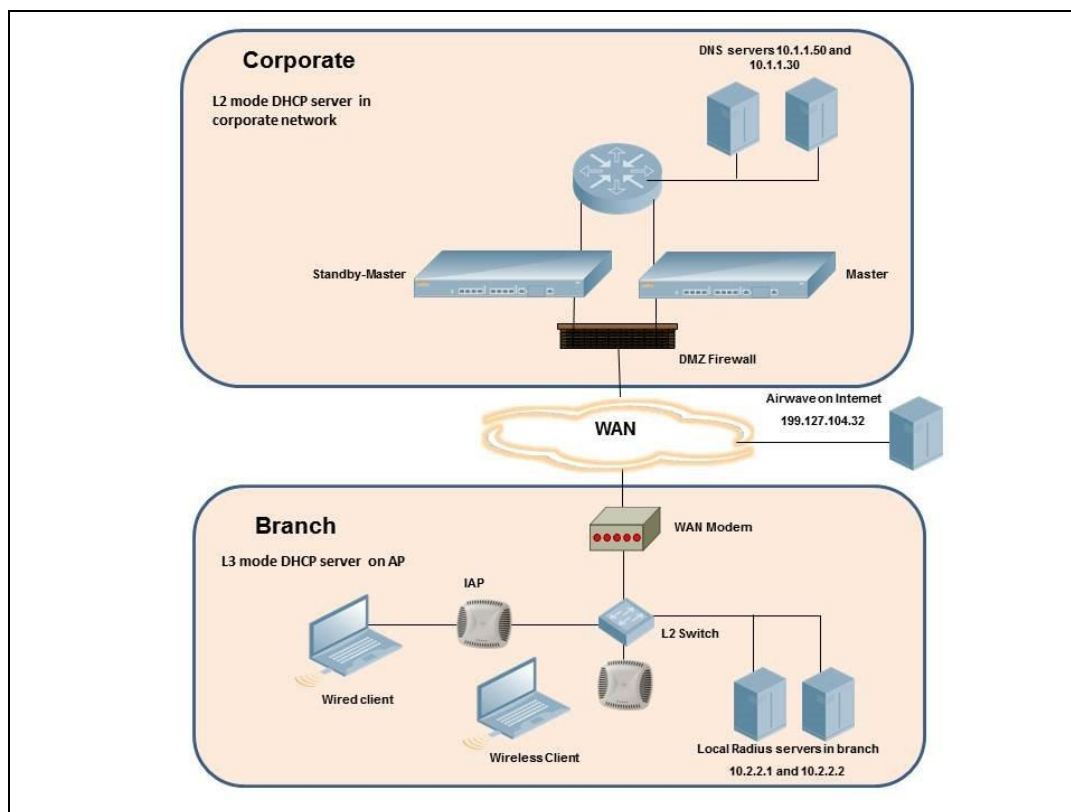 Corporate
L2 mode DHCP server in
corporate network
DNS servers 10.1.1.50 and
10.1.1.30
Standby-Master
Master
DMZ Firewall
WAN
Airwave on Internet
199.127.104.32
Branch
L3 mode DHCP server on AP
WAN Modem
IAP
L2 Switch
Wired client
Wireless Client
Local Radius servers in branch
10.2.2.1 and 10.2.2.2